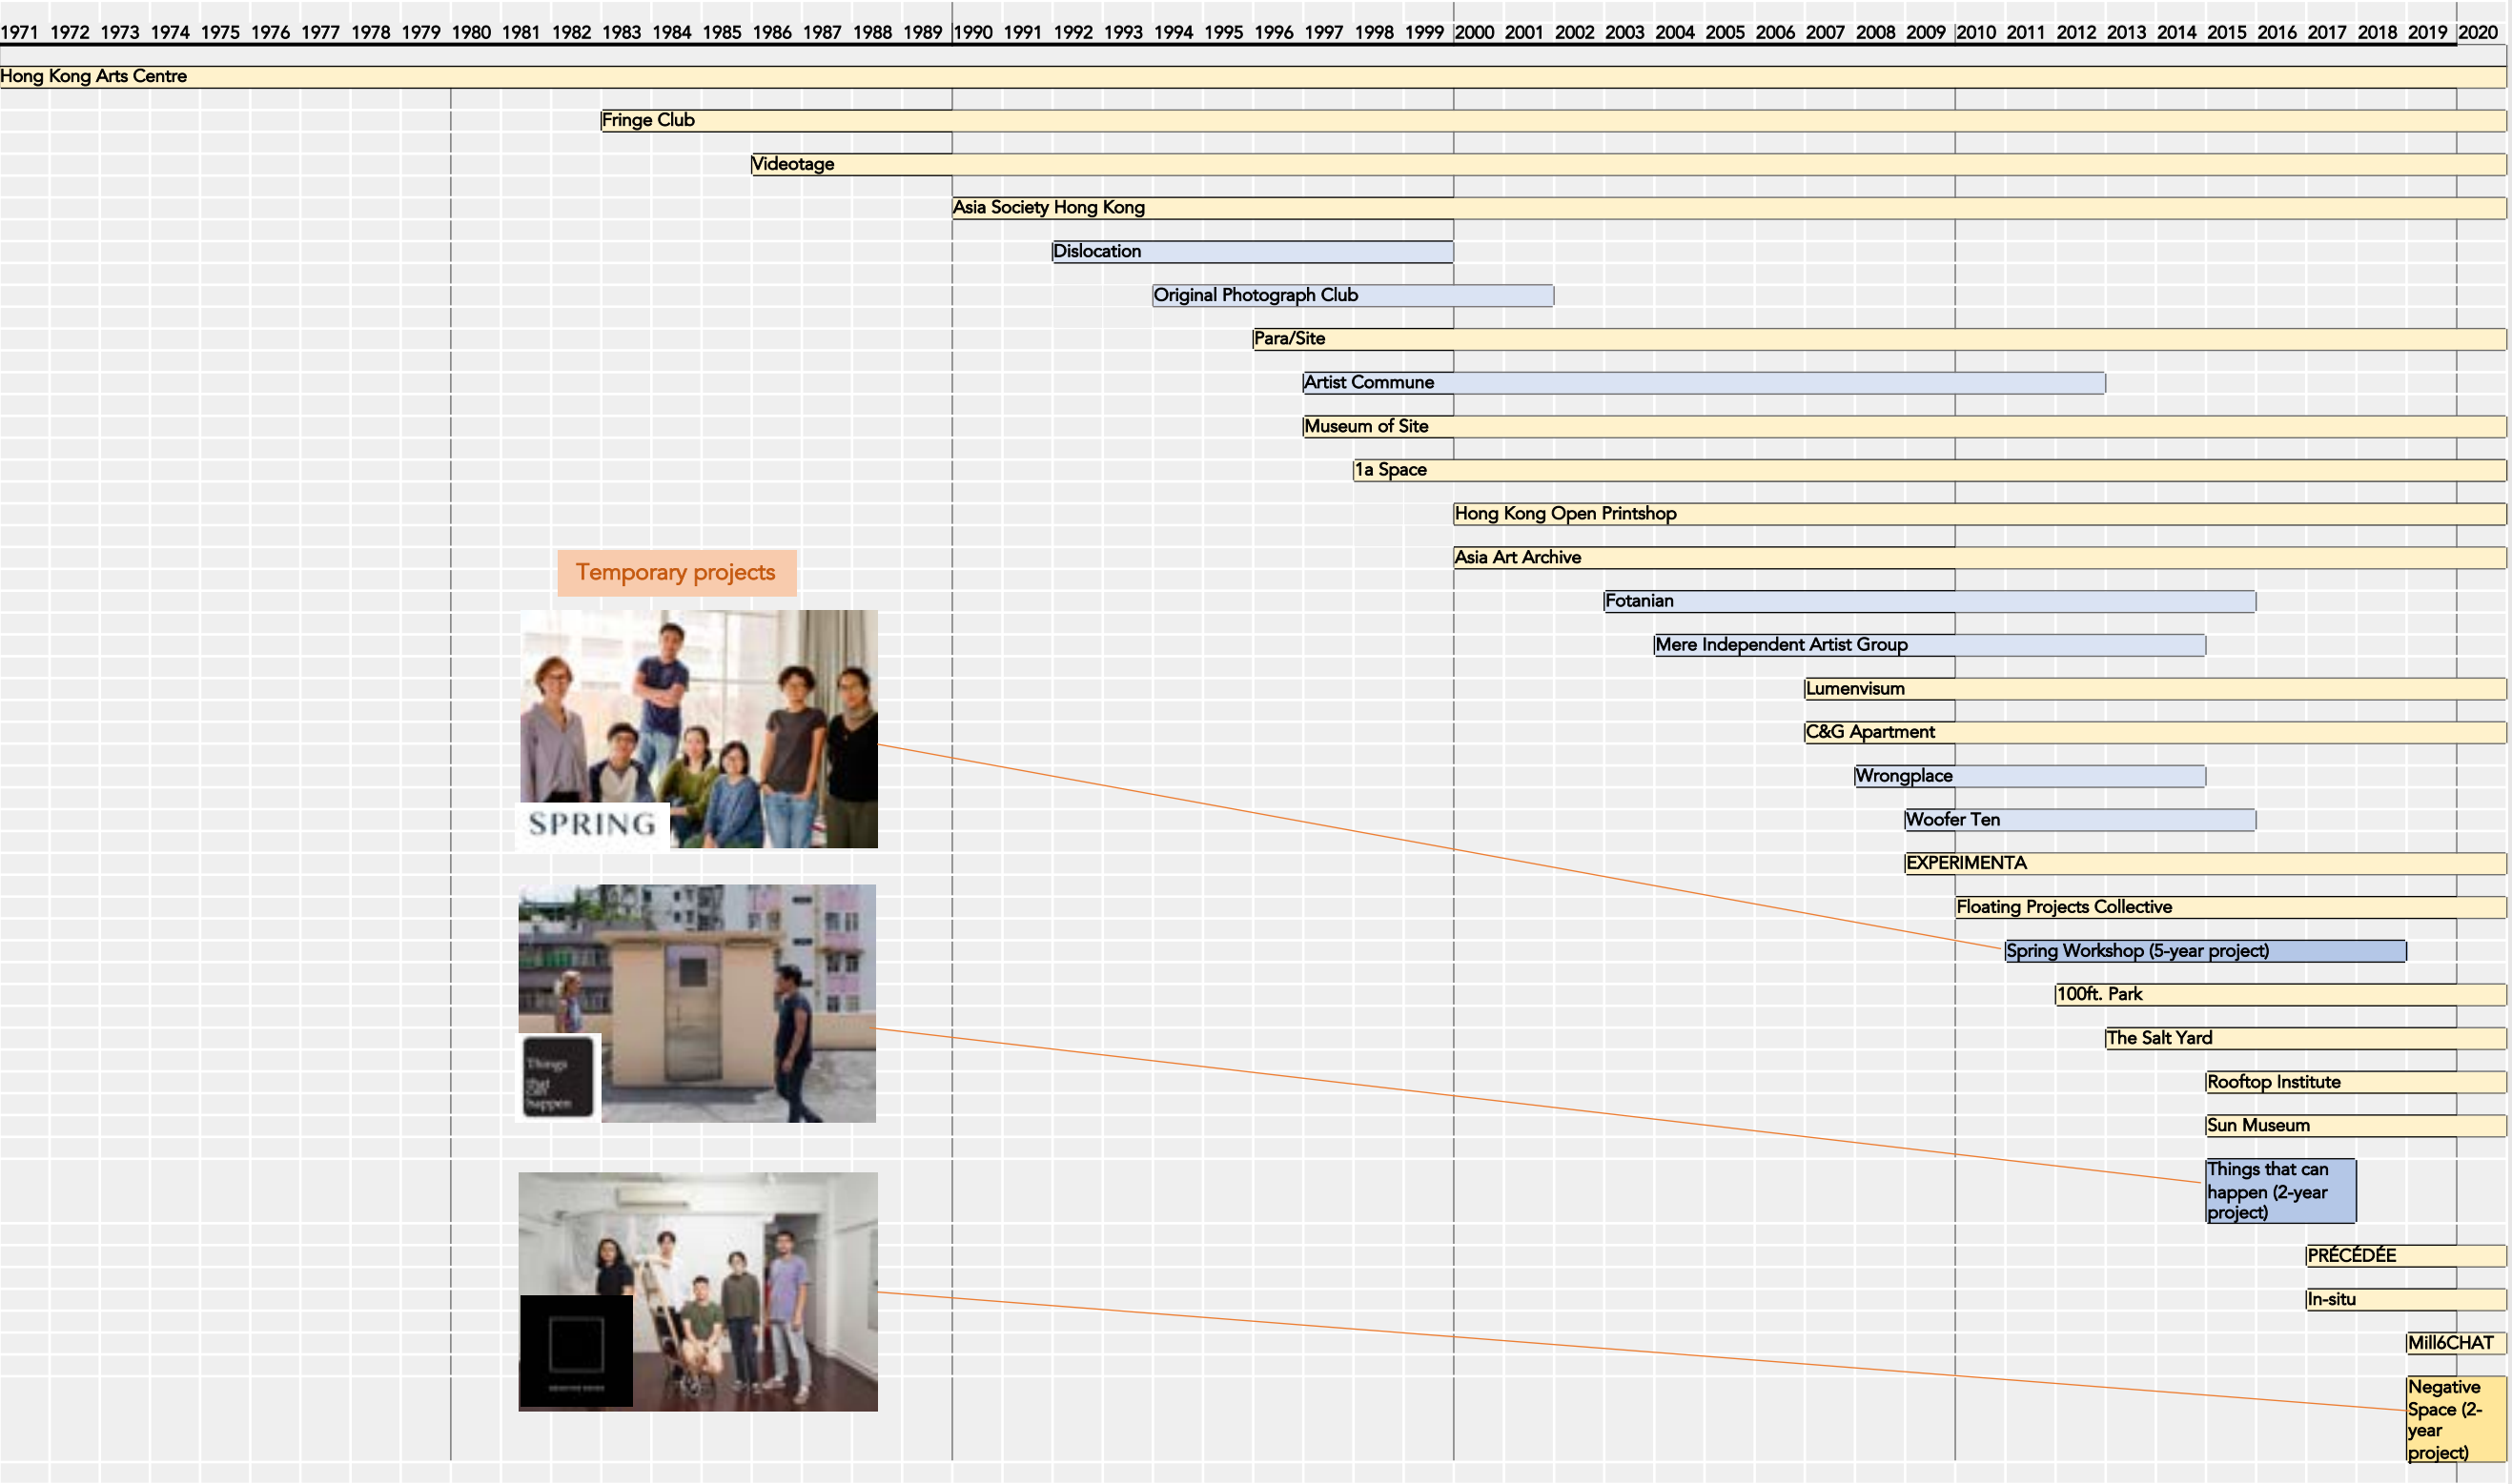 1971 1972 1973 1974 1975 1976 1977 1978 1979 1980 1981 1982 1983 1984 1985 1986 1987 1988 1989 1990 1991 1992 1993 1994 1995 1996 1997 1998 1999 2000 2001 2002 2003 2004 2005 2006 2007 2008 2009 2010 2011 2012 2013 2014 2015 2016 2017 2018 2019 2020
Hong Kong Arts Centre
Fringe Club
Videotage
Asia Society Hong Kong
Dislocation
Original Photograph Club
Para/Site
Artist Commune
Museum of Site
1a Space
Hong Kong Open Printshop
Asia Art Archive
Temporary projects
Fotanian
Mere Independent Artist Group
Lumenvisum
C&G Apartment
Wrongplace
Woofer Ten
SPRING
EXPERIMENTA
Floating Projects Collective
Spring Workshop (5-year project)
100ft. Park
The Salt Yard
Things
that
can
happen
Rooftop Institute
Sun Museum
Things that can
happen (2-year
project)
PRÉCÉDÉE
In-situ
Mill6CHAT
Negative
Space (2-
year
project)